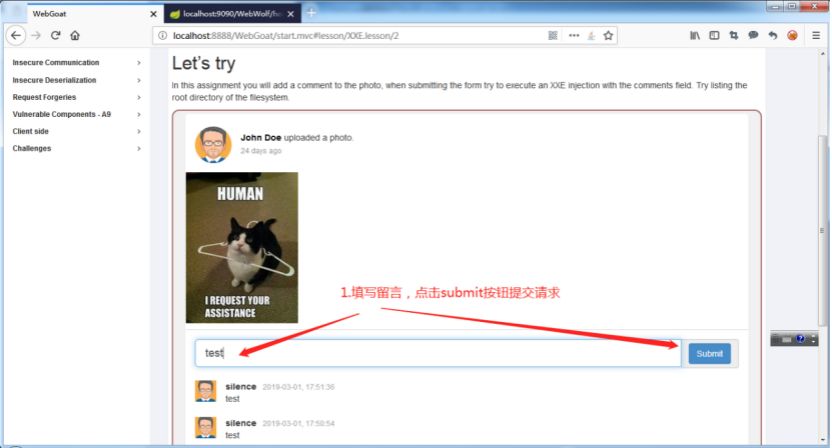 WebGoat
localhost:9090/WebWolf/ho
localhost:8888/WebGoat/start.mvc#lesson/XXE.lesson/2
Insecure Communication
Insecure Deserialization
Request Forgeries
Vulnerable Components - A9
Client side
Challenges
Let's try
In this assignment you will add a comment to the photo, when submitting the form try to execute an XXE injection with the comments field. Try listing the
root directory of the filesystem.
John Doe uploaded a photo.
24 days ago
HUMAN
I REQUEST YOUR
ASSISTANCE
1.填写留言，点击submit按钮提交请求
test
Submit
silence 2019-03-01, 17:51:36
test
silence 2019-03-01, 17:50:54
test